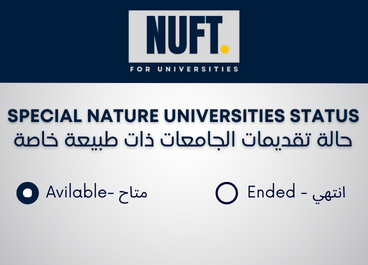 NUFT.
FOR UNIVERSITIES
SPECIAL NATURE UNIVERSITIES STATUS
حالة تقديمات الجامعات ذات طبيعة خاصة
Avilable- متاح
Ended - انتهي